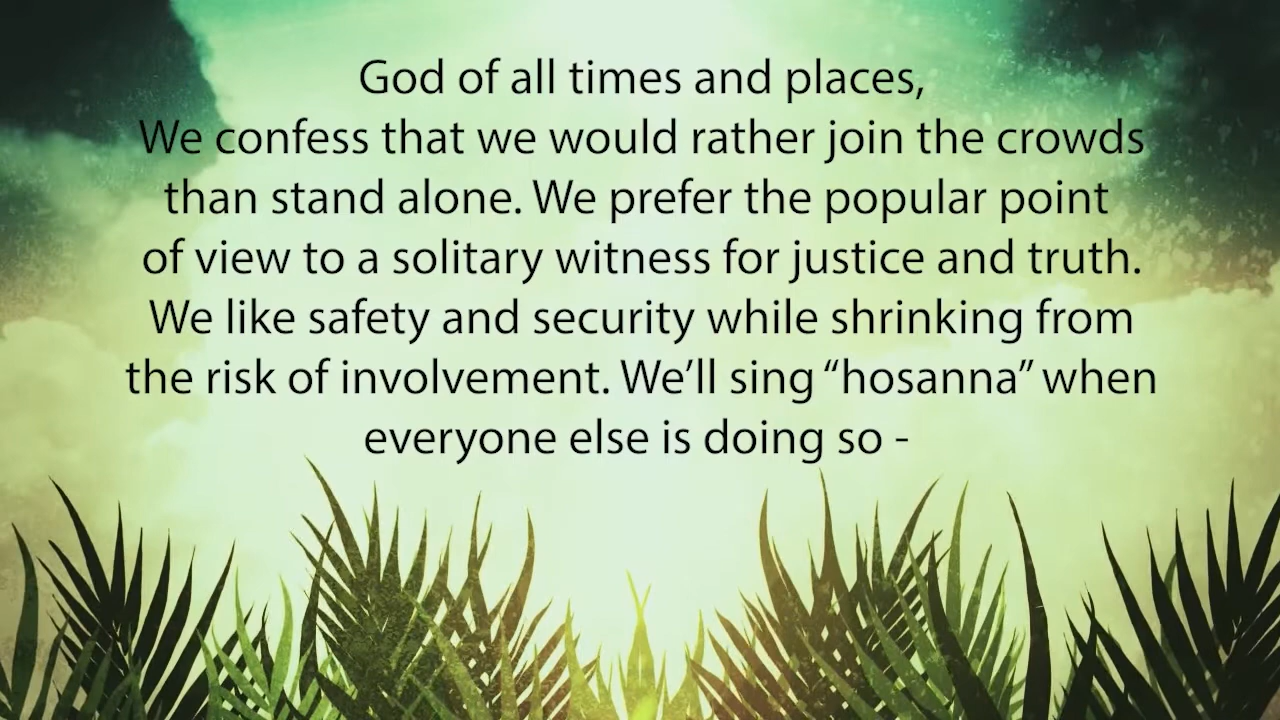 God of all times and places,
We confess that we would rather join the crowds
than stand alone. We prefer the popular point
of view to a solitary witness for justice and truth.
We like safety and security while shrinking from
the risk of involvement. We’ll sing “hosanna” when
everyone else is doing so -